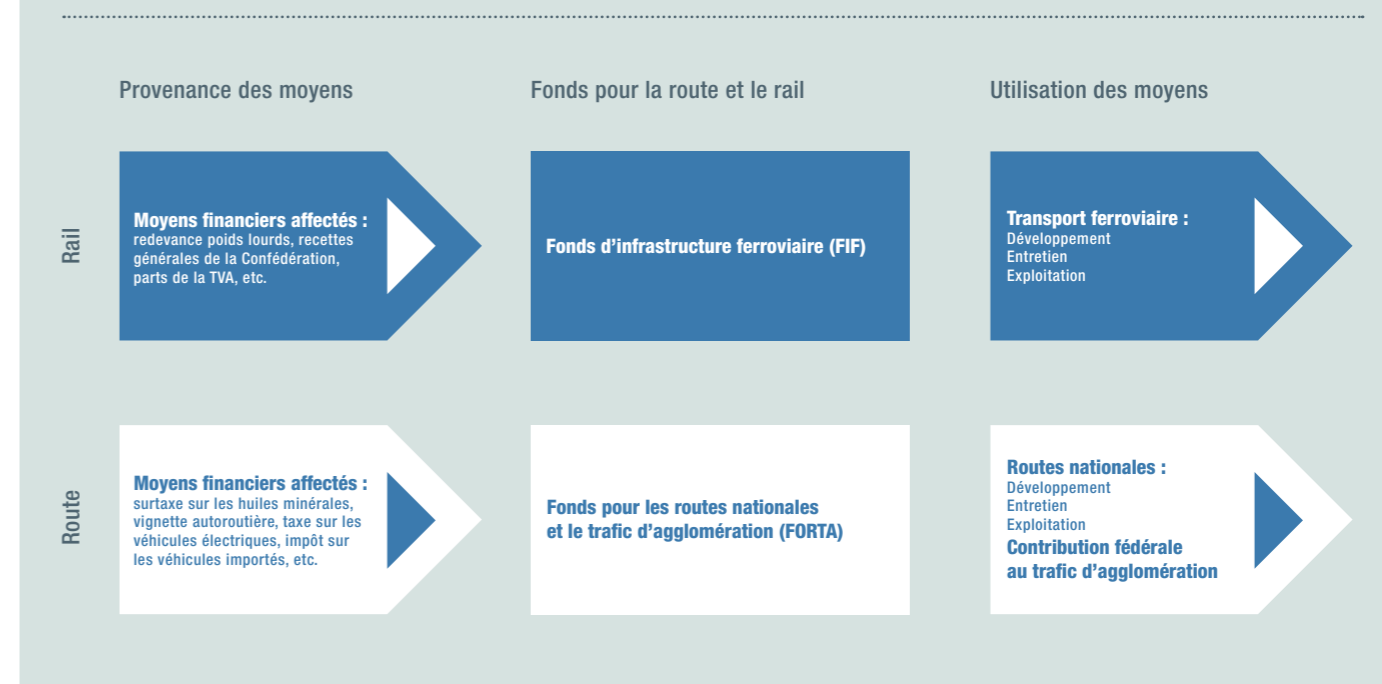 Provenance des moyens
Fonds pour la route et le rail
Utilisation des moyens
Rail
Moyens financiers affectés :
redevance poids lourds, recettes
générales de la Confédération,
parts de la TVA, etc.
Fonds d’infrastructure ferroviaire (FIF)
Transport ferroviaire :
Développement
Entretien
Exploitation
Route
Moyens financiers affectés :
surtaxe sur les huiles minérales,
vignette autoroutière, taxe sur les
véhicules électriques, impôt sur
les véhicules importés, etc.
Fonds pour les routes nationales
et le trafic d’agglomération (FORTA)
Routes nationales :
Développement
Entretien
Exploitation
Contribution fédérale
au trafic d’agglomération